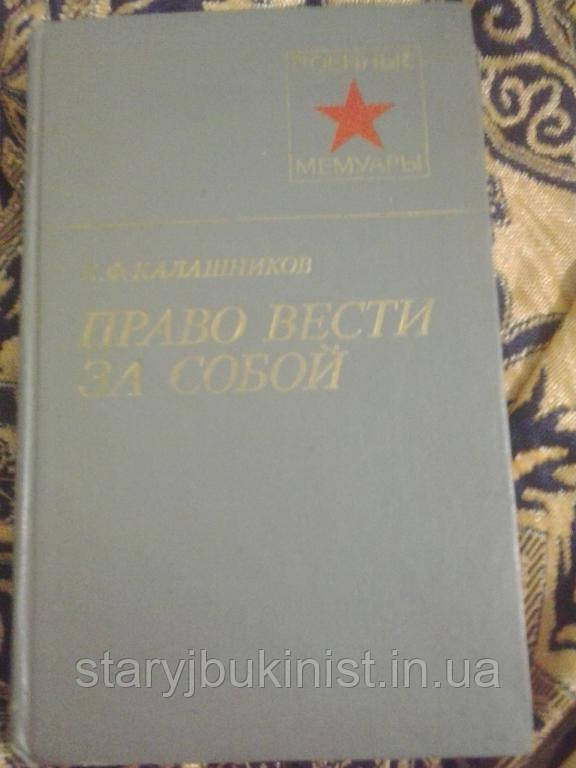 ВОЕННЫЕ
МЕМУАРЫ
К.Ф. КАЛАШНИКОВ
ПРАВО ВЕСТИ
ЗА СОБОЙ
staryjbukinist.in.ua